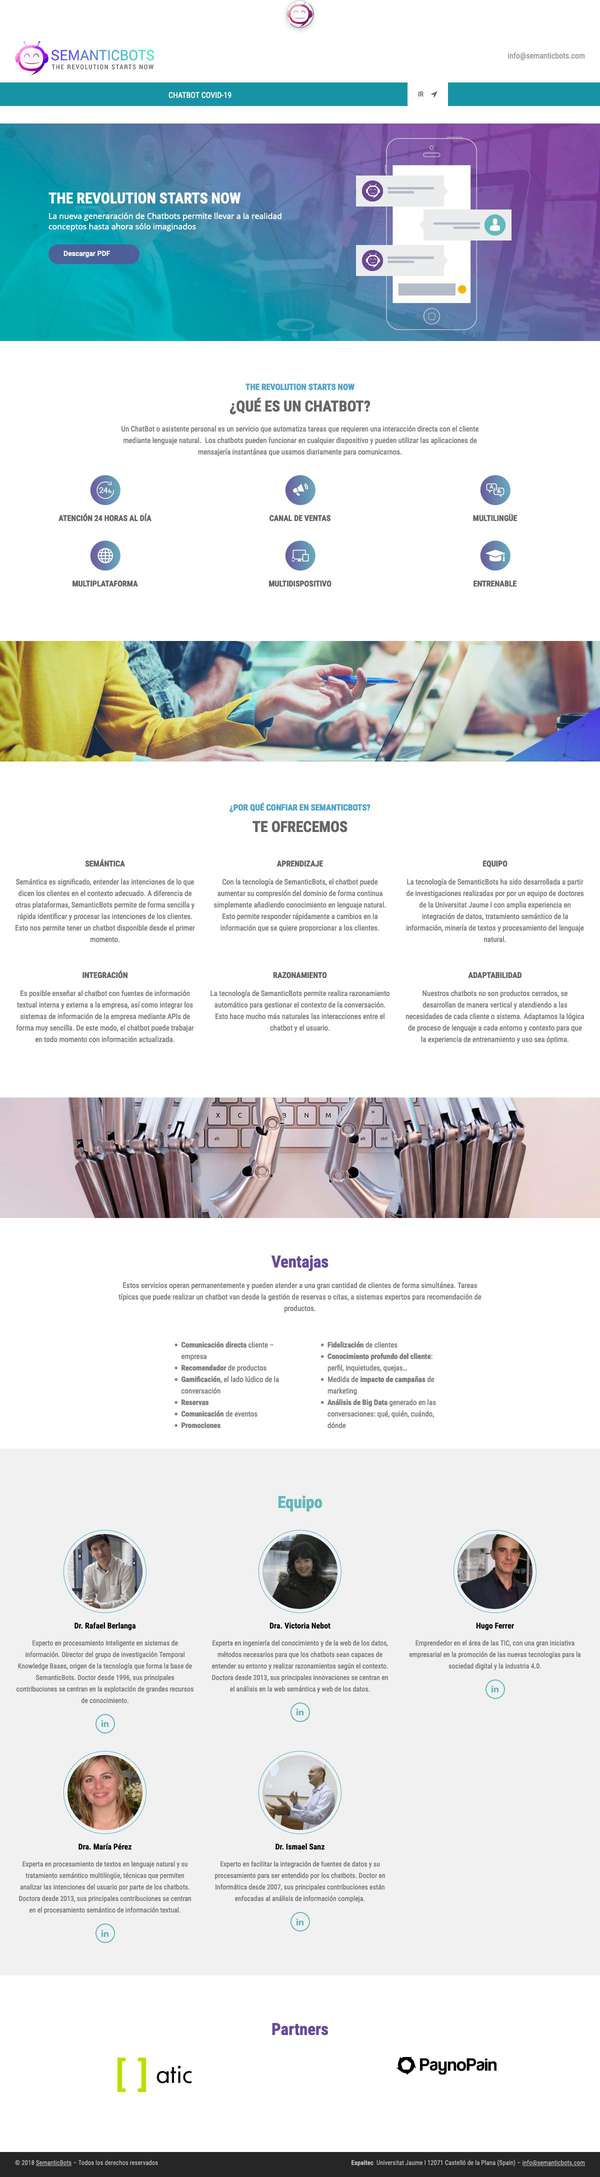 SEMANTICBOTS
THE REVOLUTION STARTS NOW
info@semanticbots.com
CHATBOT COVID-19
IR
THE REVOLUTION STARTS NOW
La nueva generaración de Chatbots permite llevar a la realidad
conceptos hasta ahora sólo imaginados
Descargar PDF
THE REVOLUTION STARTS NOW
¿QUÉ ES UN CHATBOT?
Un ChatBot o asistente personal es un servicio que automatiza tareas que requieren una interacción directa con el cliente
mediante lenguaje natural. Los chatbots pueden funcionar en cualquier dispositivo y pueden utilizar las aplicaciones de
mensajería instantánea que usamos diariamente para comunicarnos.
24h
ATENCIÓN 24 HORAS AL DÍA
CANAL DE VENTAS
MULTILINGÜE
MULTIPLATAFORMA
MULTIDISPOSITIVO
ENTRENABLE
¿POR QUÉ CONFIAR EN SEMANTICBOTS?
TE OFRECEMOS
SEMÁNTICA
Semántica es significado, entender las intenciones de lo que
dicen los clientes en el contexto adecuado. A diferencia de
otras plataformas, SemanticBots permite de forma sencilla y
rápida identificar y procesar las intenciones de los clientes.
Esto nos permite tener un chatbot disponible desde el primer
momento.
APRENDIZAJE
Con la tecnología de SemanticBots, el chatbot puede
aumentar su compresión del dominio de forma continua
simplemente añadiendo conocimiento en lenguaje natural.
Esto permite responder rápidamente a cambios en la
información que se quiere proporcionar a los clientes.
EQUIPO
La tecnología de SemanticBots ha sido desarrollada a partir
de investigaciones realizadas por por un equipo de doctores
de la Universitat Jaume I con amplia experiencia en
integración de datos, tratamiento semántico de la
información, minería de textos y procesamiento del lenguaje
natural.
INTEGRACIÓN
Es posible enseñar al chatbot con fuentes de información
textual interna y externa a la empresa, así como integrar los
sistemas de información de la empresa mediante APIs de
forma muy sencilla. De este modo, el chatbot puede trabajar
en todo momento con información actualizada.
RAZONAMIENTO
La tecnología de SemanticBots permite realiza razonamiento
automático para gestionar el contexto de la conversación.
Esto hace mucho más naturales las interacciones entre el
chatbot y el usuario.
ADAPTABILIDAD
Nuestros chatbots no son productos cerrados, se
desarrollan de manera vertical y atendiendo a las
necesidades de cada cliente o sistema. Adaptamos la lógica
de proceso de lenguaje a cada entorno y contexto para que
la experiencia de entrenamiento y uso sea óptima.
Ventajas
Estos servicios operan permanentemente y pueden atender a una gran cantidad de clientes de forma simultánea. Tareas
típicas que puede realizar un chatbot van desde la gestión de reservas o citas, a sistemas expertos para recomendación de
productos.
• Comunicación directa cliente –
empresa
• Recomendador de productos
• Gamificación, el lado lúdico de la
conversación
• Reservas
• Comunicación de eventos
• Promociones
• Fidelización de clientes
• Conocimiento profundo del cliente:
perfil, inquietudes, quejas…
• Medida de impacto de campañas de
marketing
• Análisis de Big Data generado en las
conversaciones: qué, quién, cuándo,
dónde
Equipo
Dr. Rafael Berlanga
Experto en procesamiento inteligente en sistemas de
información. Director del grupo de investigación Temporal
Knowledge Bases, origen de la tecnología que forma la base de
SemanticBots. Doctor desde 1996, sus principales
contribuciones se centran en la explotación de grandes recursos
de conocimiento.
in
Dra. Victoria Nebot
Experta en ingeniería del conocimiento y de la web de los datos,
métodos necesarios para que los chatbots sean capaces de
entender su entorno y realizar razonamientos según el contexto.
Doctora desde 2013, sus principales innovaciones se centran en
el análisis en la web semántica y web de los datos.
in
Hugo Ferrer
Emprendedor en el área de las TIC, con una gran iniciativa
empresarial en la promoción de las nuevas tecnologías para la
sociedad digital y la industria 4.0.
in
Dra. María Pérez
Experta en procesamiento de textos en lenguaje natural y su
tratamiento semántico multilingüe, técnicas que permiten
analizar las intenciones del usuario por parte de los chatbots.
Doctora desde 2013, sus principales contribuciones se centran
en el procesamiento semántico de información textual.
in
Dr. Ismael Sanz
Experto en facilitar la integración de fuentes de datos y su
procesamiento para ser entendido por los chatbots. Doctor en
Informática desde 2007, sus principales contribuciones están
enfocadas al análisis de información compleja.
in
Partners
[ ] atic
PaynoPain
© 2018 SemanticBots – Todos los derechos reservados
Espaitec Universitat Jaume I 12071 Castelló de la Plana (Spain) – info@semanticbots.com